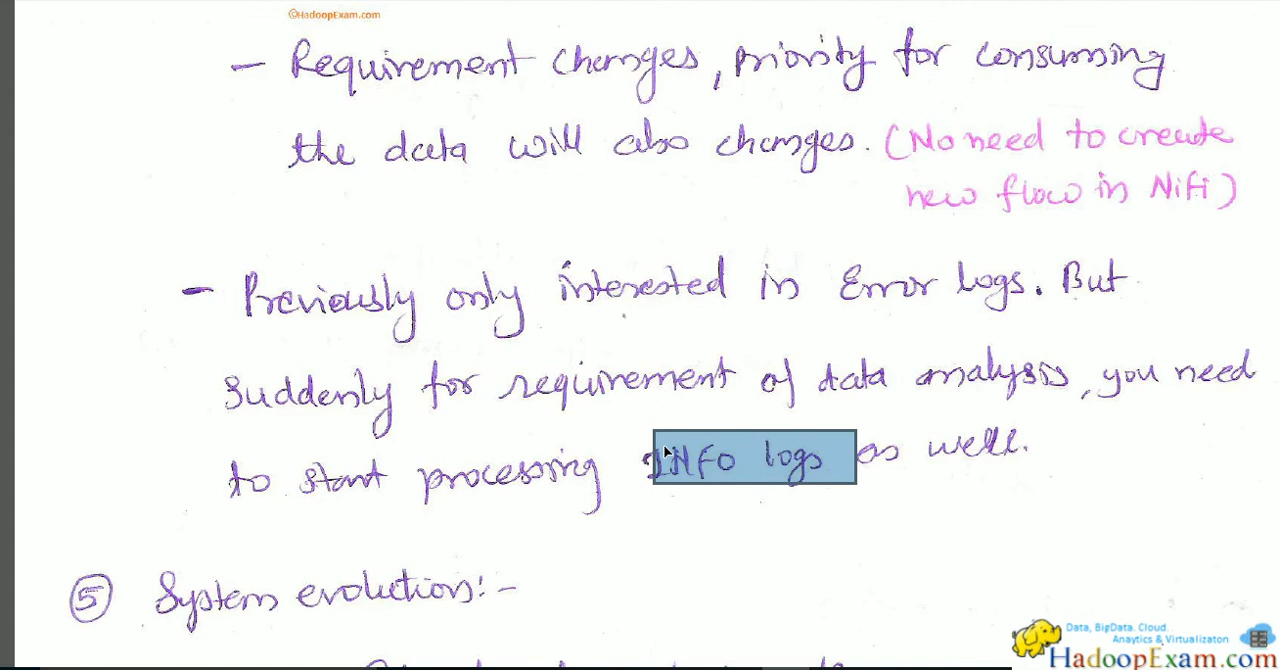 ©HadoopExam.com
- Requirement changes, priority for consuming
the data will also changes. (No need to create
new flow in Nifi)
- Previously only interested in Error logs. But
suddenly for requirement of data analysis, you need
to start processing INFO logs as well.
⑤ System evolution:-
Data, BigData. Cloud.
Anaytics & Virtualizaton
HadoopExam.com